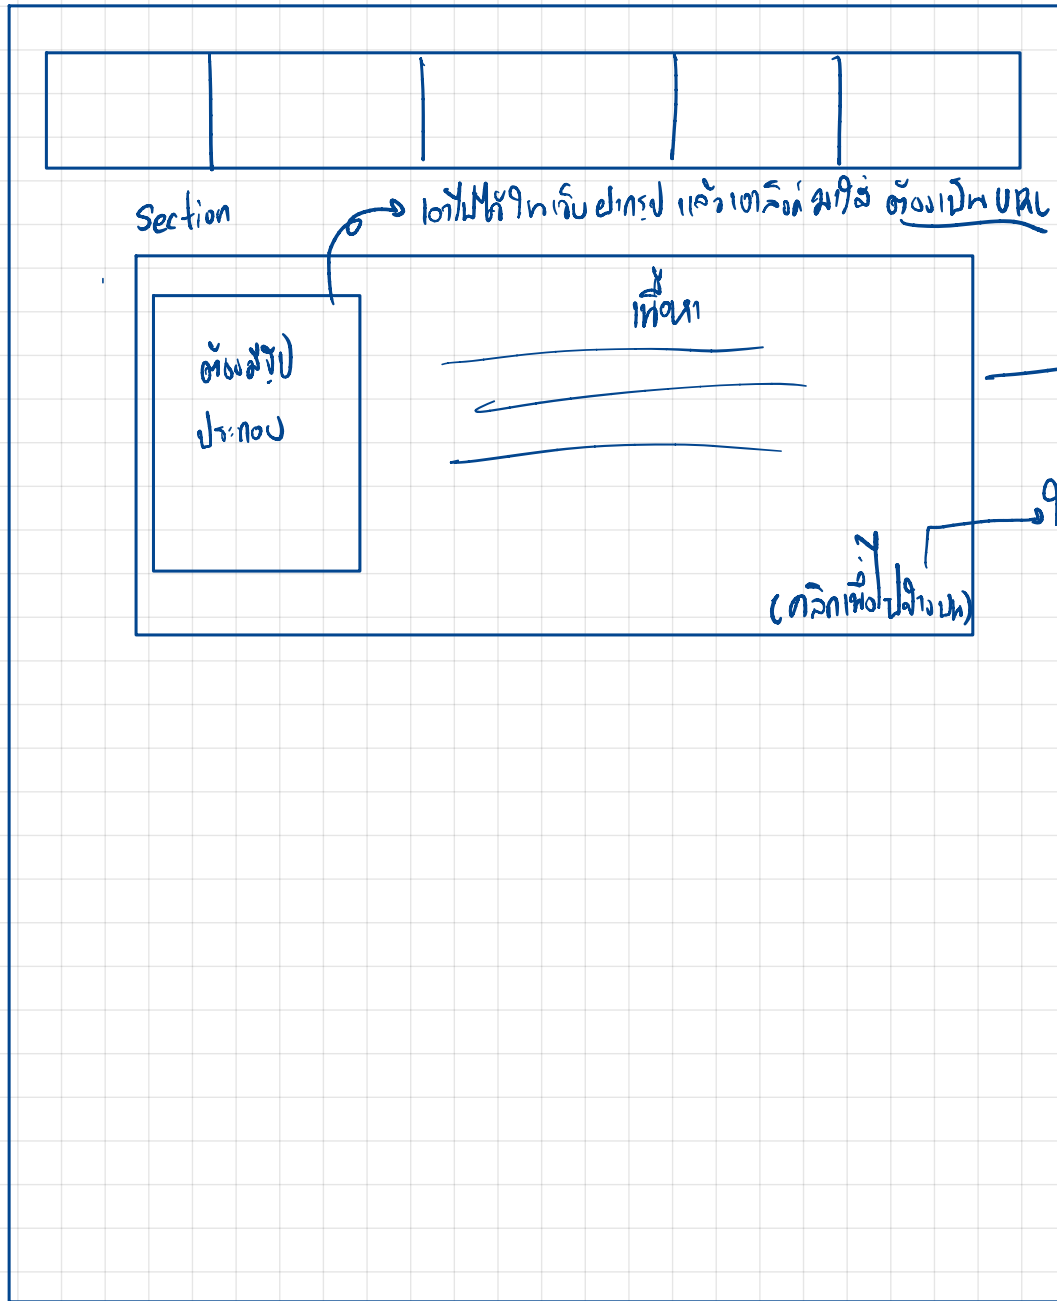 Section
เอาไปใส่ในเว็บฝากรูป แล้วเอาลิงค์มาใส่ ต้องเป็น URL
เนื้อหา
ต้องมีรูป
ประกอบ
(คลิกเพื่อไปข้างบน)